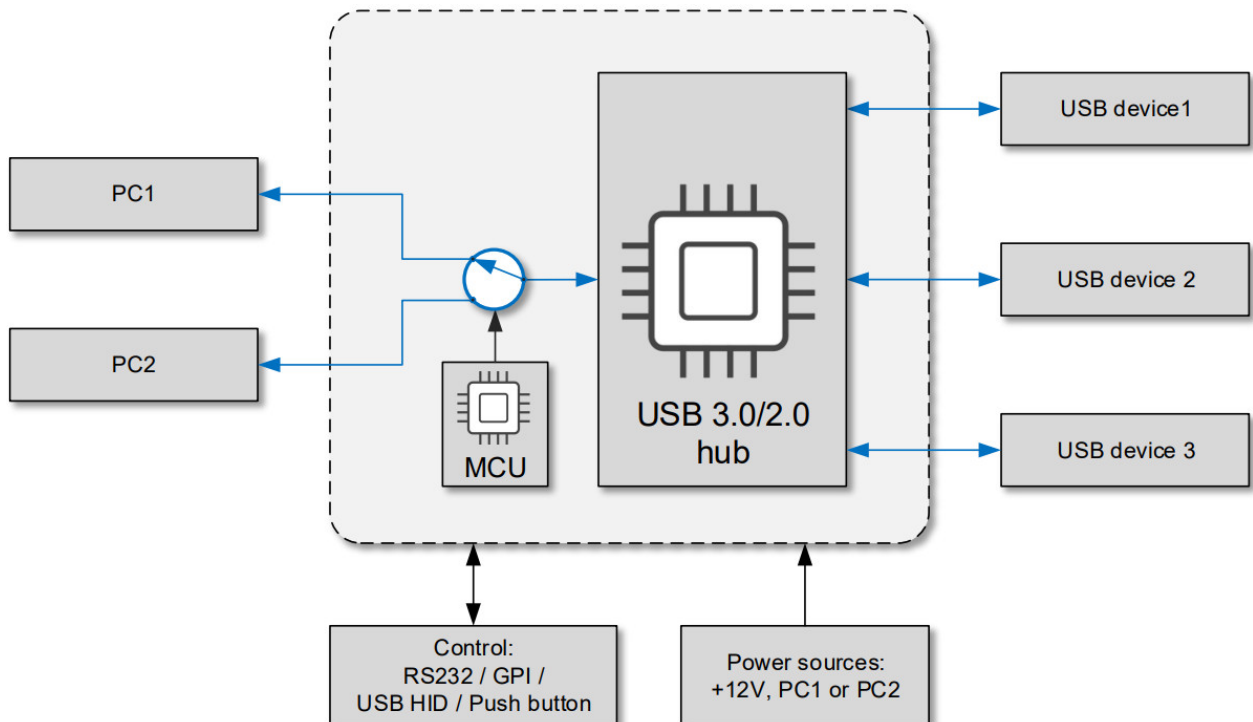 PC1
PC2
MCU
USB 3.0/2.0
hub
USB device1
USB device 2
USB device 3
Control:
RS232 / GPI /
USB HID / Push button
Power sources:
+12V, PC1 or PC2